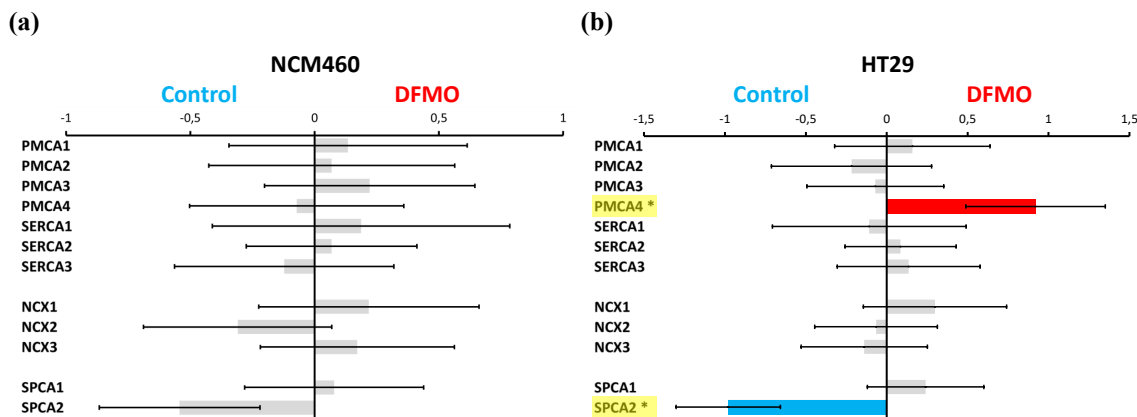 (a)
NCM460
Control DFMO
-1 -0,5 0 0,5 1
PMCA1
PMCA2
PMCA3
PMCA4
SERCA1
SERCA2
SERCA3
NCX1
NCX2
NCX3
SPCA1
SPCA2
(b)
HT29
Control DFMO
-1,5 -1 -0,5 0 0,5 1 1,5
PMCA1
PMCA2
PMCA3
PMCA4 *
SERCA1
SERCA2
SERCA3
NCX1
NCX2
NCX3
SPCA1
SPCA2 *